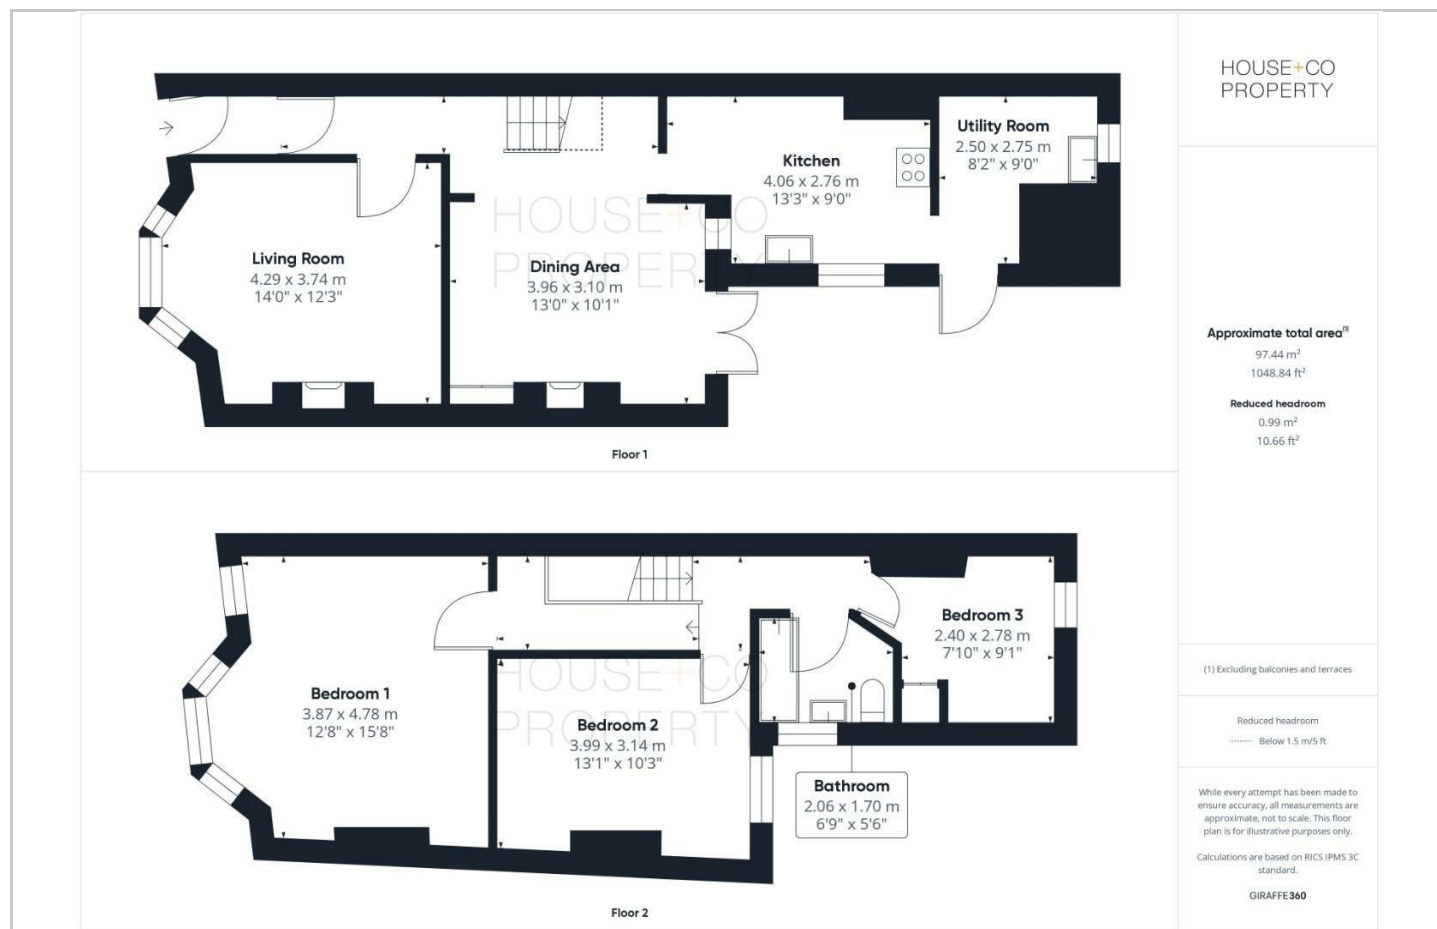 HOUSE+CO
PROPERTY
Utility Room
2.50 x 2.75 m
8'2" x 9'0"
Kitchen
4.06 x 2.76 m
13'3" x 9'0"
Living Room
4.29 x 3.74 m
14'0" x 12'3"
HOUSE+CO
PROPERTY
Dining Area
3.96 x 3.10 m
13'0" x 10'1"
Floor 1
Approximate total area(1)
97.44 m²
1048.84 ft²
Reduced headroom
0.99 m²
10.66 ft²
Bedroom 3
2.40 x 2.78 m
7'10" x 9'1"
HOUSE+CO
PROPERTY
Bedroom 1
3.87 x 4.78 m
12'8" x 15'8"
Bedroom 2
3.99 x 3.14 m
13'1" x 10'3"
Bathroom
2.06 x 1.70 m
6'9" x 5'6"
Floor 2
(1) Excluding balconies and terraces
Reduced headroom
Below 1.5 m/5 ft
While every attempt has been made to
ensure accuracy, all measurements are
approximate, not to scale. This floor
plan is for illustrative purposes only.
Calculations are based on RICS IPMS 3C
standard.
GIRAFFE360